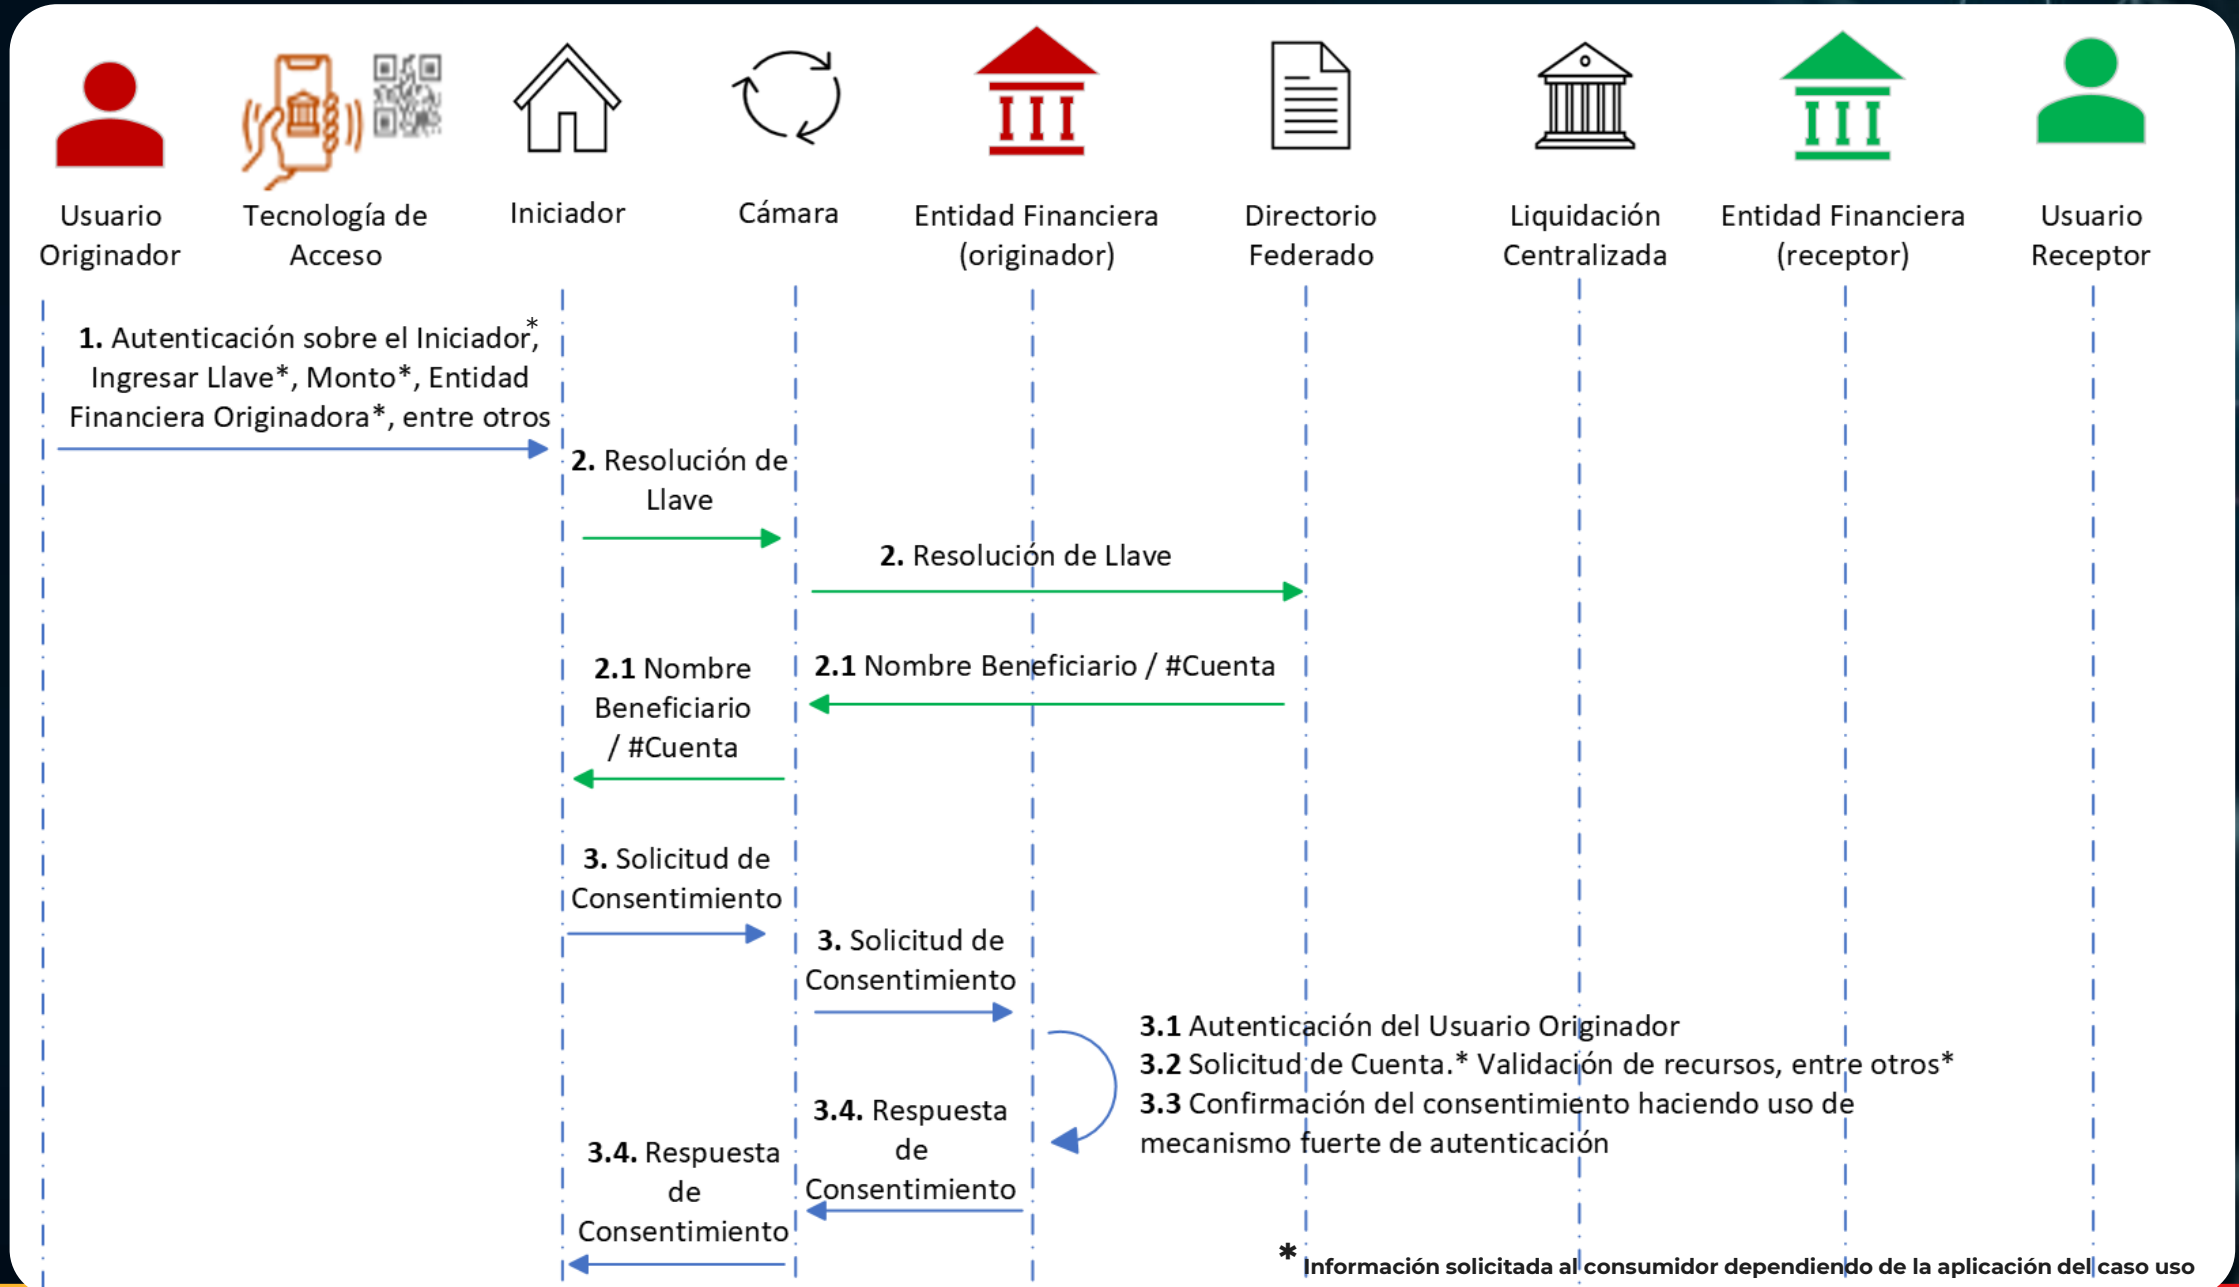 Usuario
Originador
Tecnología de
Acceso
Iniciador
Cámara
Entidad Financiera
(originador)
Directorio
Federado
Liquidación
Centralizada
Entidad Financiera
(receptor)
Usuario
Receptor
1. Autenticación sobre el Iniciador*,
Ingresar Llave*, Monto*, Entidad
Financiera Originadora*, entre otros
2. Resolución de
Llave
2. Resolución de Llave
2.1 Nombre Beneficiario / #Cuenta
2.1 Nombre
Beneficiario
/ #Cuenta
3. Solicitud de
Consentimiento
3. Solicitud de
Consentimiento
3.1 Autenticación del Usuario Originador
3.2 Solicitud de Cuenta.* Validación de recursos, entre otros*
3.3 Confirmación del consentimiento haciendo uso de
mecanismo fuerte de autenticación
3.4. Respuesta
de
Consentimiento
3.4. Respuesta
de
Consentimiento
* Información solicitada al consumidor dependiendo de la aplicación del caso uso